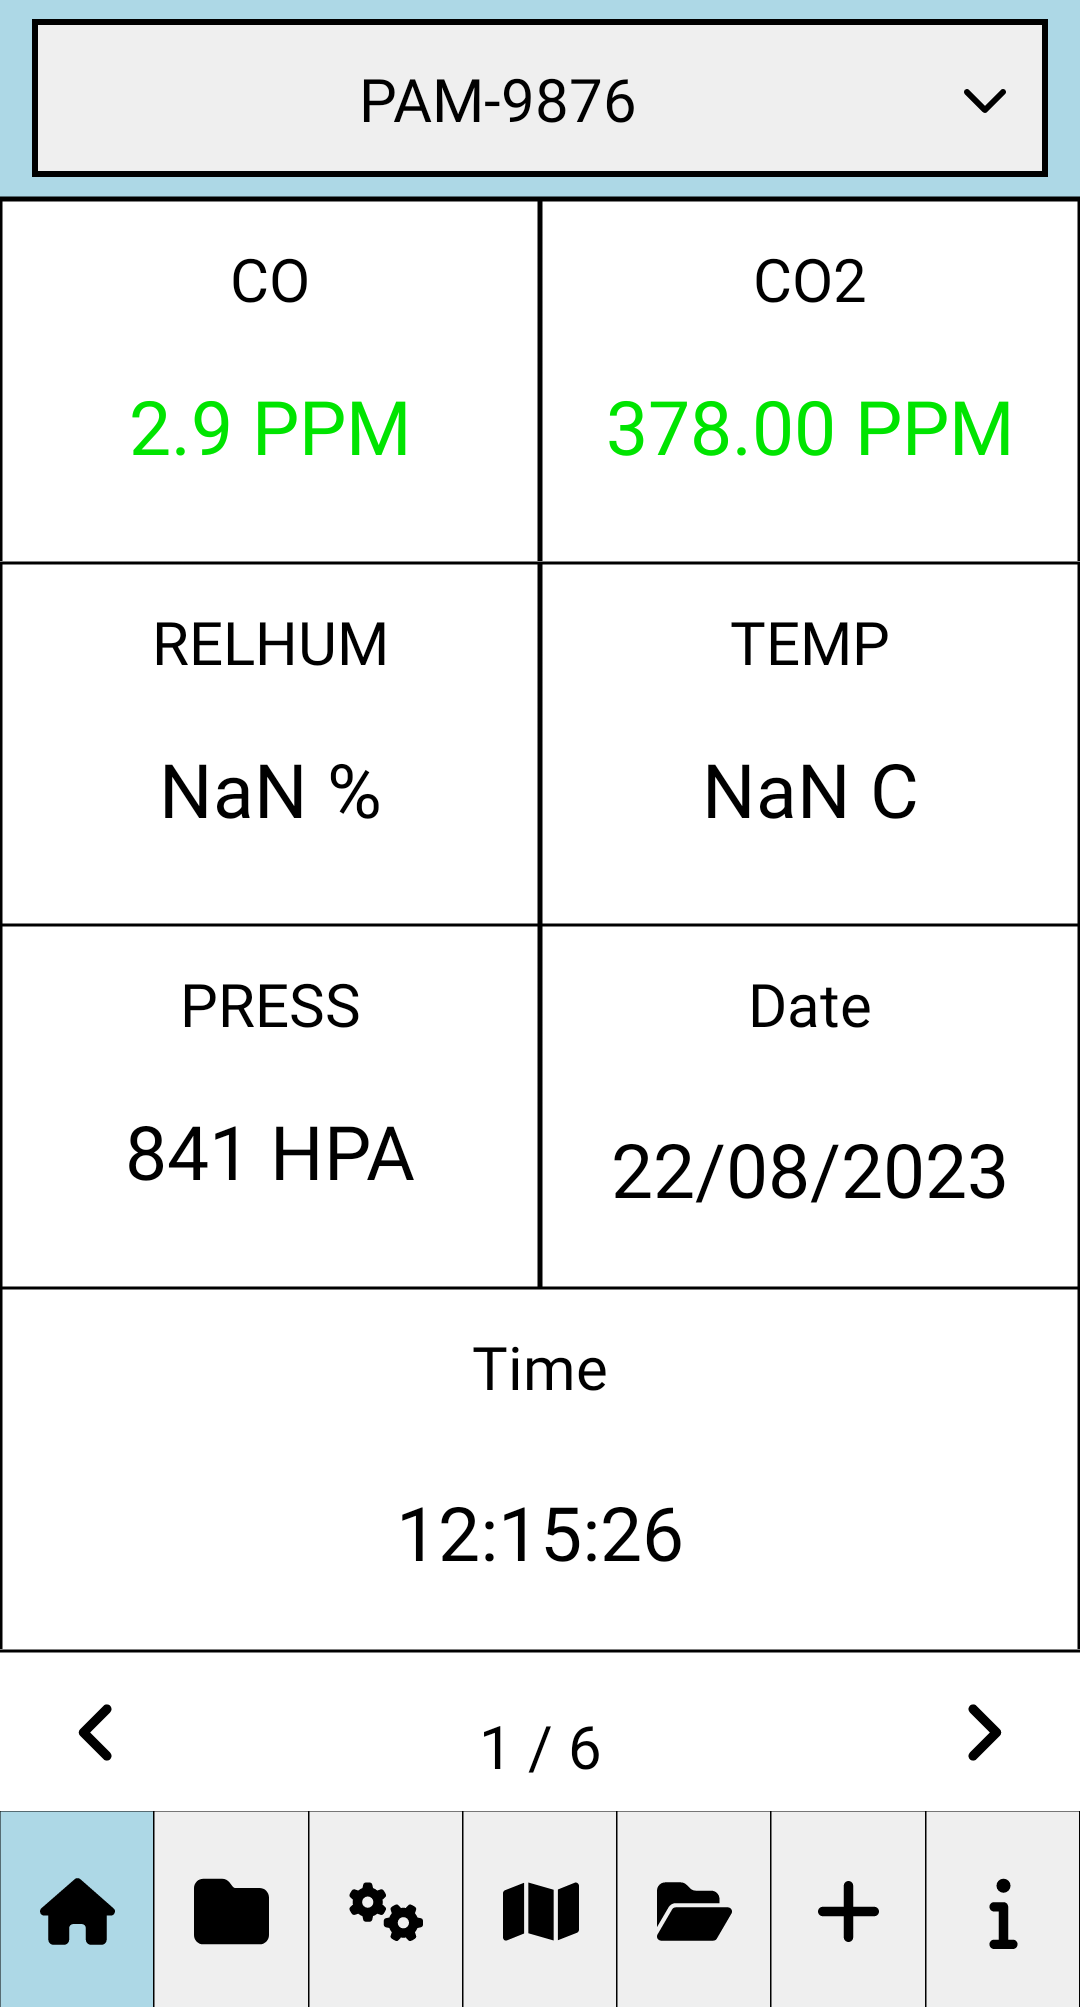 PAM-9876
CO
CO2
2.9 PPM
378.00 PPM
RELHUM
TEMP
NaN %
NaN C
PRESS
Date
841 HPA
22/08/2023
Time
12:15:26
1 / 6